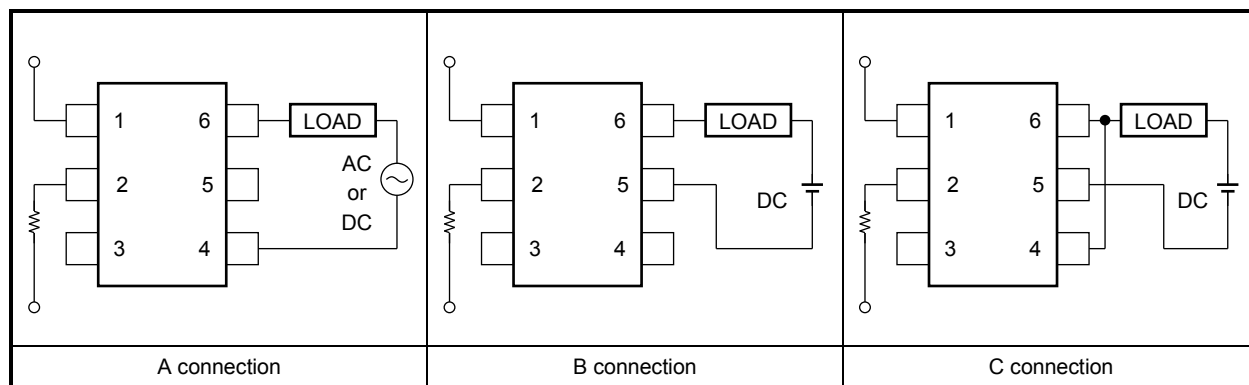 1 6 LOAD
2 5
AC
or
DC
3 4
A connection
1 6 LOAD
2 5
DC
3 4
B connection
1 6 LOAD
2 5
DC
3 4
C connection